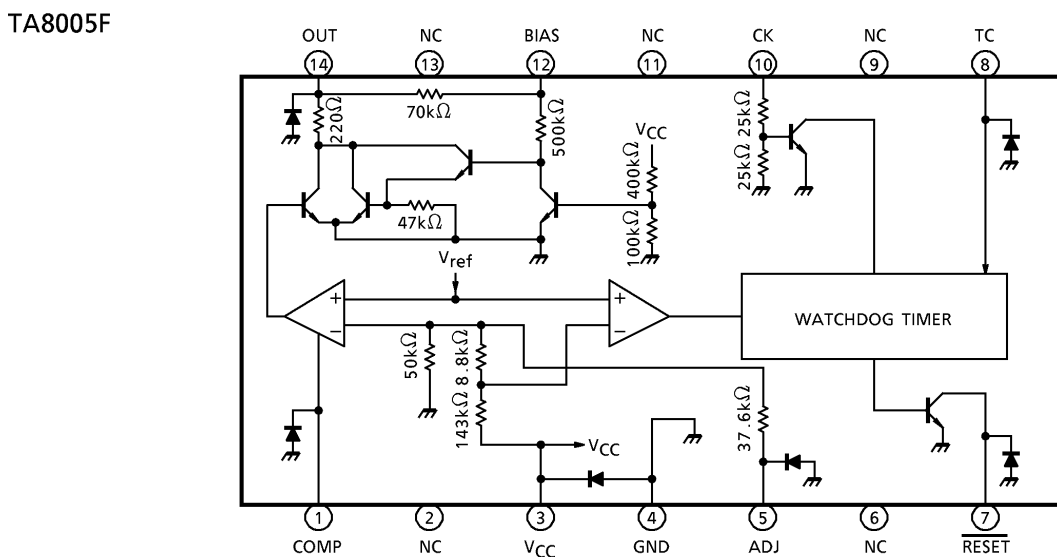 TA8005F
OUT NC BIAS NC CK NC TC
14 13 12 11 10 9 8
220Ω
70kΩ
500kΩ
VCC
400kΩ
100kΩ
25kΩ
25kΩ
47kΩ
Vref
+
−
+
−
WATCHDOG TIMER
50kΩ
8.8kΩ
143kΩ
37.6kΩ
VCC
1 2 3 4 5 6 7
COMP NC VCC GND ADJ NC RESET